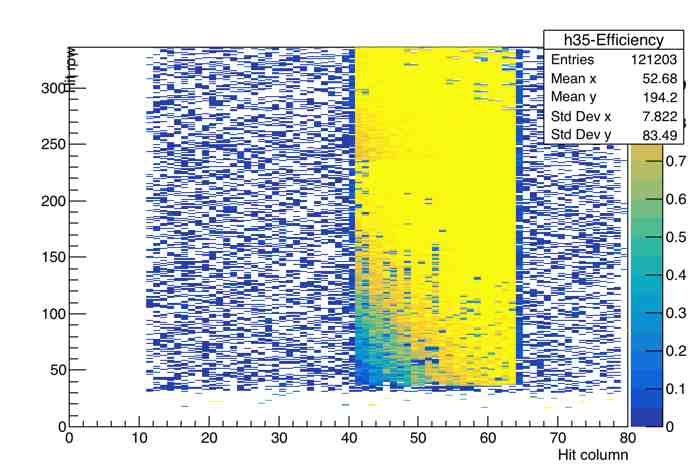 h35-Efficiency
Entries 121203
Mean x 52.68
Mean y 194.2
Std Dev x 7.822
Std Dev y 83.49
Hit row
300
250
200
150
100
50
0
0 10 20 30 40 50 60 70 80
Hit column
0.7
0.6
0.5
0.4
0.3
0.2
0.1
0